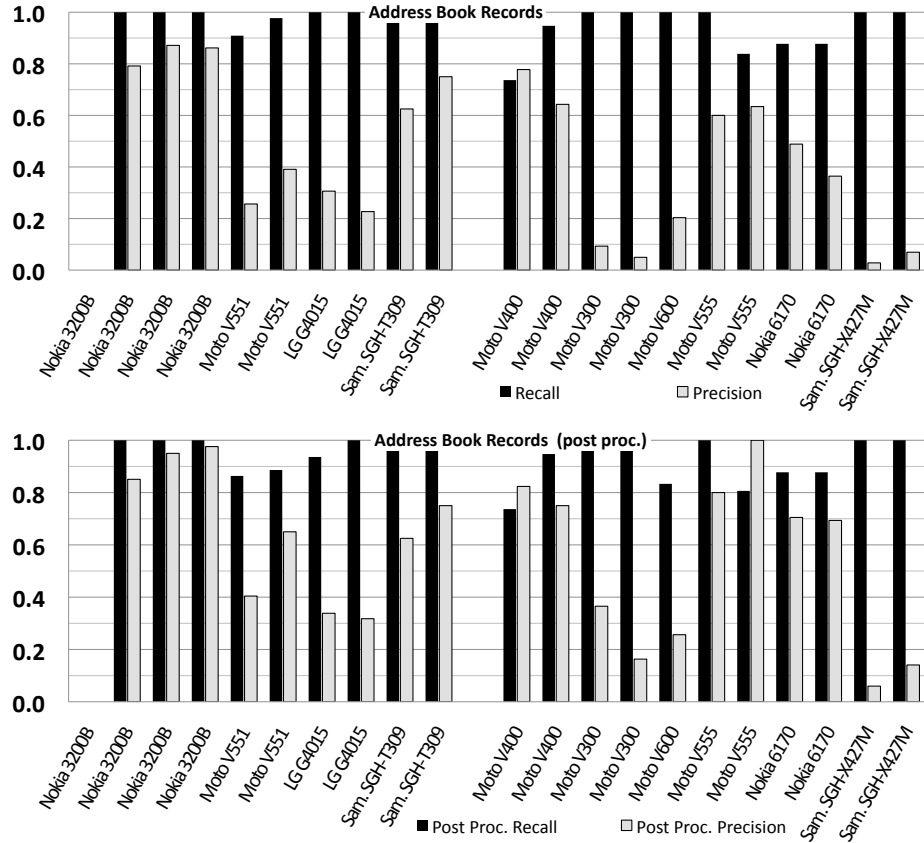 Address Book Records
1.0
0.8
0.6
0.4
0.2
0.0
Nokia 3200B
Nokia 3200B
Nokia 3200B
Nokia 3200B
Moto V551
Moto V551
LG G4015
LG G4015
Sam. SGH-T309
Sam. SGH-T309
Moto V400
Moto V400
Moto V300
Moto V300
Moto V600
Moto V555
Moto V555
Nokia 6170
Nokia 6170
Sam. SGH-X427M
Sam. SGH-X427M
Recall Precision
Address Book Records (post proc.)
1.0
0.8
0.6
0.4
0.2
0.0
Nokia 3200B
Nokia 3200B
Nokia 3200B
Nokia 3200B
Moto V551
Moto V551
LG G4015
LG G4015
Sam. SGH-T309
Sam. SGH-T309
Moto V400
Moto V400
Moto V300
Moto V300
Moto V600
Moto V555
Moto V555
Nokia 6170
Nokia 6170
Sam. SGH-X427M
Sam. SGH-X427M
Post Proc. Recall Post Proc. Precision